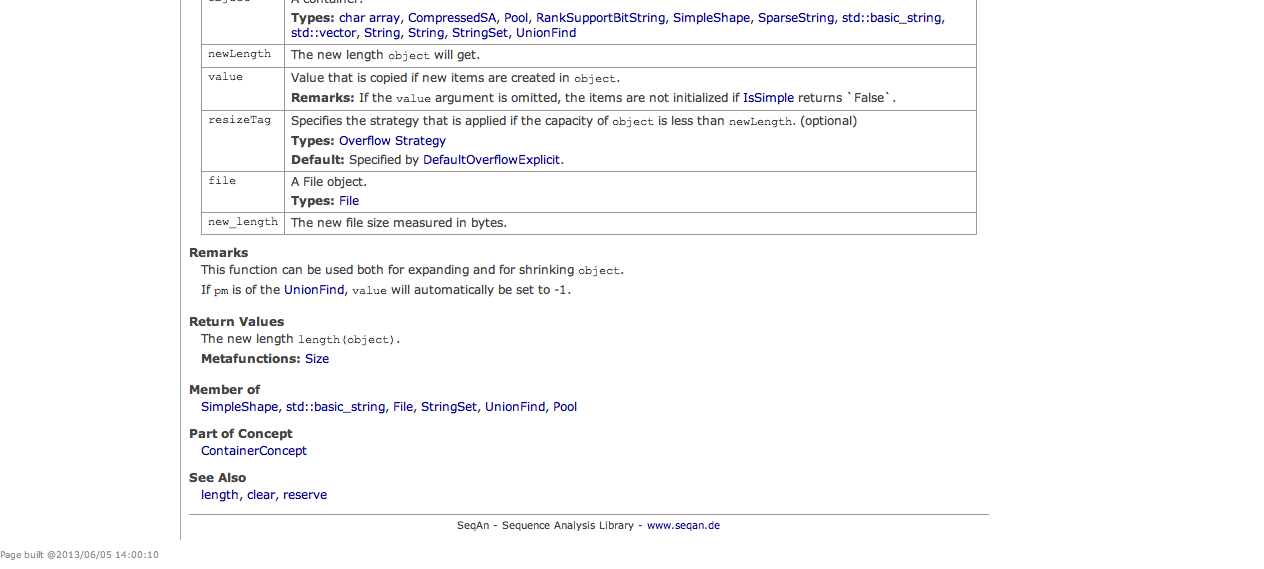 object A container.
Types: char array, CompressedSA, Pool, RankSupportBitString, SimpleShape, SparseString, std::basic_string,
std::vector, String, String, StringSet, UnionFind
newLength The new length object will get.
value Value that is copied if new items are created in object.
Remarks: If the value argument is omitted, the items are not initialized if IsSimple returns `False`.
resizeTag Specifies the strategy that is applied if the capacity of object is less than newLength. (optional)
Types: Overflow Strategy
Default: Specified by DefaultOverflowExplicit.
file A File object.
Types: File
new_length The new file size measured in bytes.
Remarks
This function can be used both for expanding and for shrinking object.
If pm is of the UnionFind, value will automatically be set to -1.
Return Values
The new length length(object).
Metafunctions: Size
Member of
SimpleShape, std::basic_string, File, StringSet, UnionFind, Pool
Part of Concept
ContainerConcept
See Also
length, clear, reserve
SeqAn - Sequence Analysis Library - www.seqan.de
Page built @2013/06/05 14:00:10